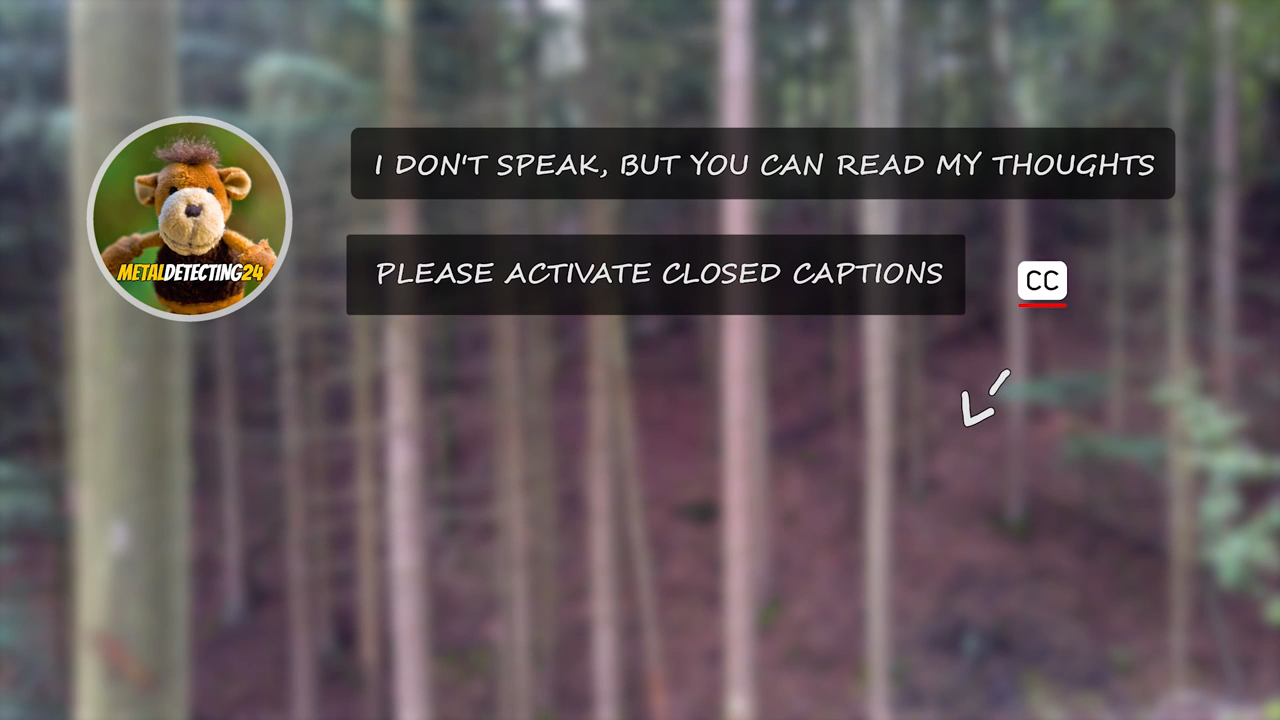 I DON'T SPEAK, BUT YOU CAN READ MY THOUGHTS
METALDETECTING24
PLEASE ACTIVATE CLOSED CAPTIONS
CC